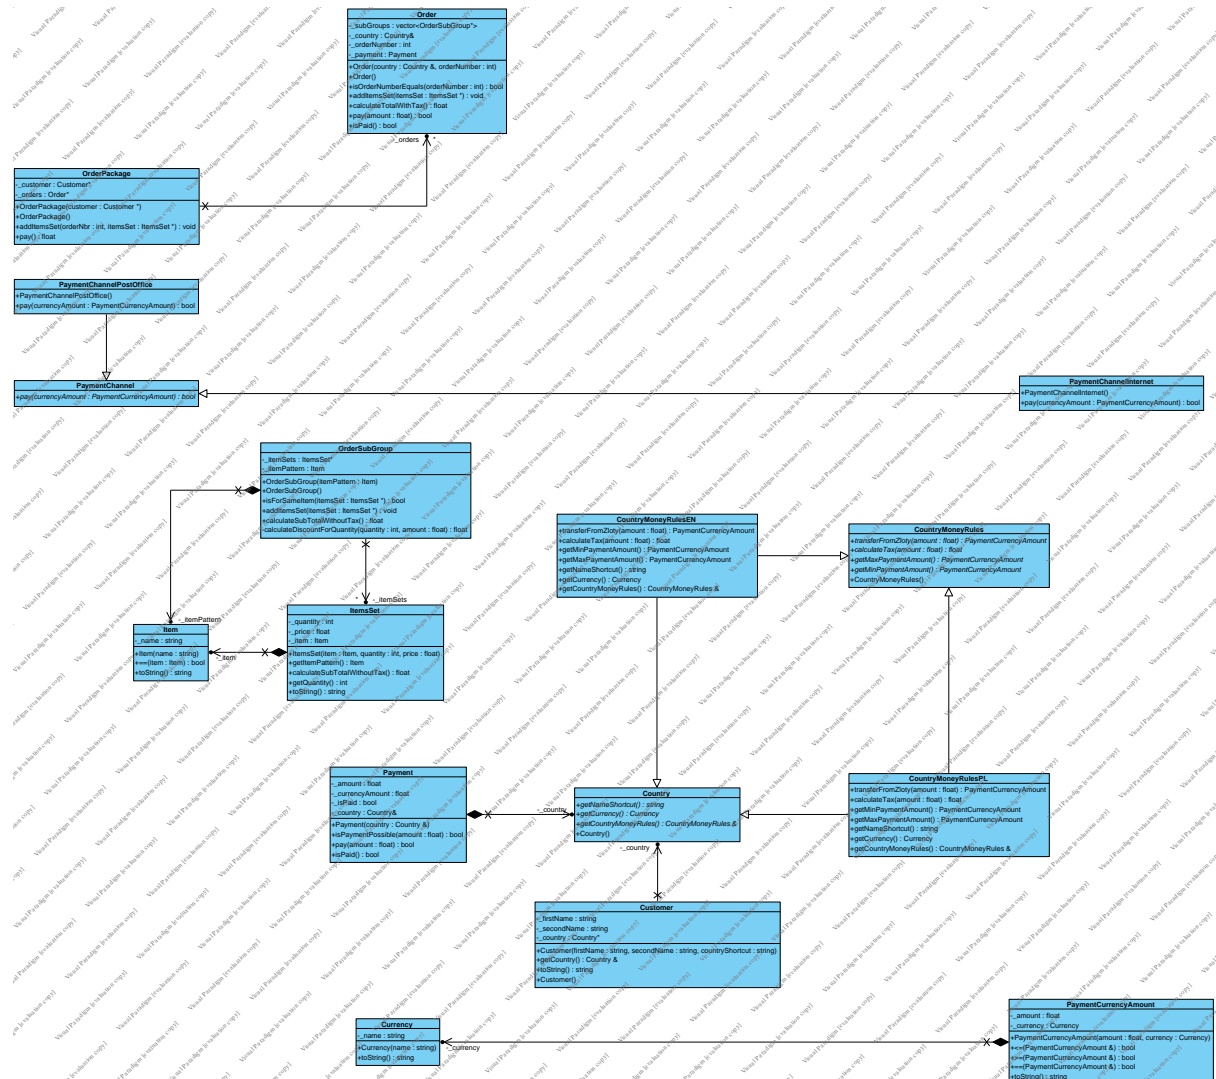 Order
-_subGroups : vector<OrderSubGroup*>
-_country : Country&
-_orderNumber : int
-_payment : Payment
+Order(country : Country &, orderNumber : int)
+Order()
+isOrderNumberEquals(orderNumber : int) : bool
+addItemsSet(itemsSet : ItemsSet *) : void
+calculateTotalWithTax() : float
+pay(amount : float) : bool
+isPaid() : bool
-_orders
*
OrderPackage
-_customer : Customer*
-_orders : Order*
+OrderPackage(customer : Customer *)
+OrderPackage()
+addItemsSet(orderNbr : int, itemsSet : ItemsSet *) : void
+pay() : float
PaymentChannelPostOffice
+PaymentChannelPostOffice()
+pay(currencyAmount : PaymentCurrencyAmount) : bool
PaymentChannel
+pay(currencyAmount : PaymentCurrencyAmount) : bool
PaymentChannelInternet
+PaymentChannelInternet()
+pay(currencyAmount : PaymentCurrencyAmount) : bool
OrderSubGroup
-_itemSets : ItemsSet*
-_itemPattern : Item
+OrderSubGroup(itemPattern : Item)
+OrderSubGroup()
+isForSameItem(itemsSet : ItemsSet *) : bool
+addItemsSet(itemsSet : ItemsSet *) : void
+calculateSubTotalWithoutTax() : float
-calculateDiscountForQuantity(quantity : int, amount : float) : float
CountryMoneyRulesEN
+transferFromZloty(amount : float) : PaymentCurrencyAmount
+calculateTax(amount : float) : float
+getMinPaymentAmount() : PaymentCurrencyAmount
+getMaxPaymentAmount() : PaymentCurrencyAmount
+getNameShortcut() : string
+getCurrency() : Currency
+getCountryMoneyRules() : CountryMoneyRules &
CountryMoneyRules
+transferFromZloty(amount : float) : PaymentCurrencyAmount
+calculateTax(amount : float) : float
+getMaxPaymentAmount() : PaymentCurrencyAmount
+getMinPaymentAmount() : PaymentCurrencyAmount
+CountryMoneyRules()
*
-_itemSets
-_itemPattern
Item
-_name : string
+Item(name : string)
+==(item : Item) : bool
+toString() : string
-_item
ItemsSet
-_quantity : int
-_price : float
-_item : Item
+ItemsSet(item : Item, quantity : int, price : float)
+getItemPattern() : Item
+calculateSubTotalWithoutTax() : float
+getQuantity() : int
+toString() : string
Payment
-_amount : float
-_currencyAmount : float
-_isPaid : bool
-_country : Country&
+Payment(country : Country &)
+isPaymentPossible(amount : float) : bool
+pay(amount : float) : bool
+isPaid() : bool
-_country
Country
+getNameShortcut() : string
+getCurrency() : Currency
+getCountryMoneyRules() : CountryMoneyRules &
+Country()
-_country
CountryMoneyRulesPL
+transferFromZloty(amount : float) : PaymentCurrencyAmount
+calculateTax(amount : float) : float
+getMinPaymentAmount() : PaymentCurrencyAmount
+getMaxPaymentAmount() : PaymentCurrencyAmount
+getNameShortcut() : string
+getCurrency() : Currency
+getCountryMoneyRules() : CountryMoneyRules &
Customer
-_firstName : string
-_secondName : string
-_country : Country*
+Customer(firstName : string, secondName : string, countryShortcut : string)
+getCountry() : Country &
+toString() : string
+Customer()
Currency
-_name : string
+Currency(name : string)
+toString() : string
-_currency
PaymentCurrencyAmount
-_amount : float
-_currency : Currency
+PaymentCurrencyAmount(amount : float, currency : Currency)
+<=(PaymentCurrencyAmount &) : bool
+>=(PaymentCurrencyAmount &) : bool
+==(PaymentCurrencyAmount &) : bool
+toString() : string
Visual Paradigm [evaluation copy]